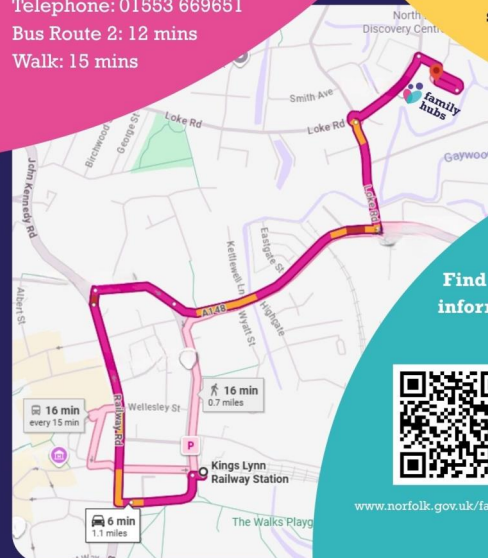 Telephone: 01553 669651
Bus Route 2: 12 mins
Walk: 15 mins
North
Discovery Centr
Smith Ave
family
hubs
Loke Rd
Loke Rd
Birchwood
George St
Gaywoo
John Kennedy Rd
Loke Rd
Kettlewell Ln
Eastgate St
Albert St
A148
Wyatt St
Highgate
Find
inform
16 min
0.7 miles
16 min
every 15 min
Wellesley St
Railway Rd
P
Kings Lynn
Railway Station
6 min
1.1 miles
The Walks Playg
www.norfolk.gov.uk/fa